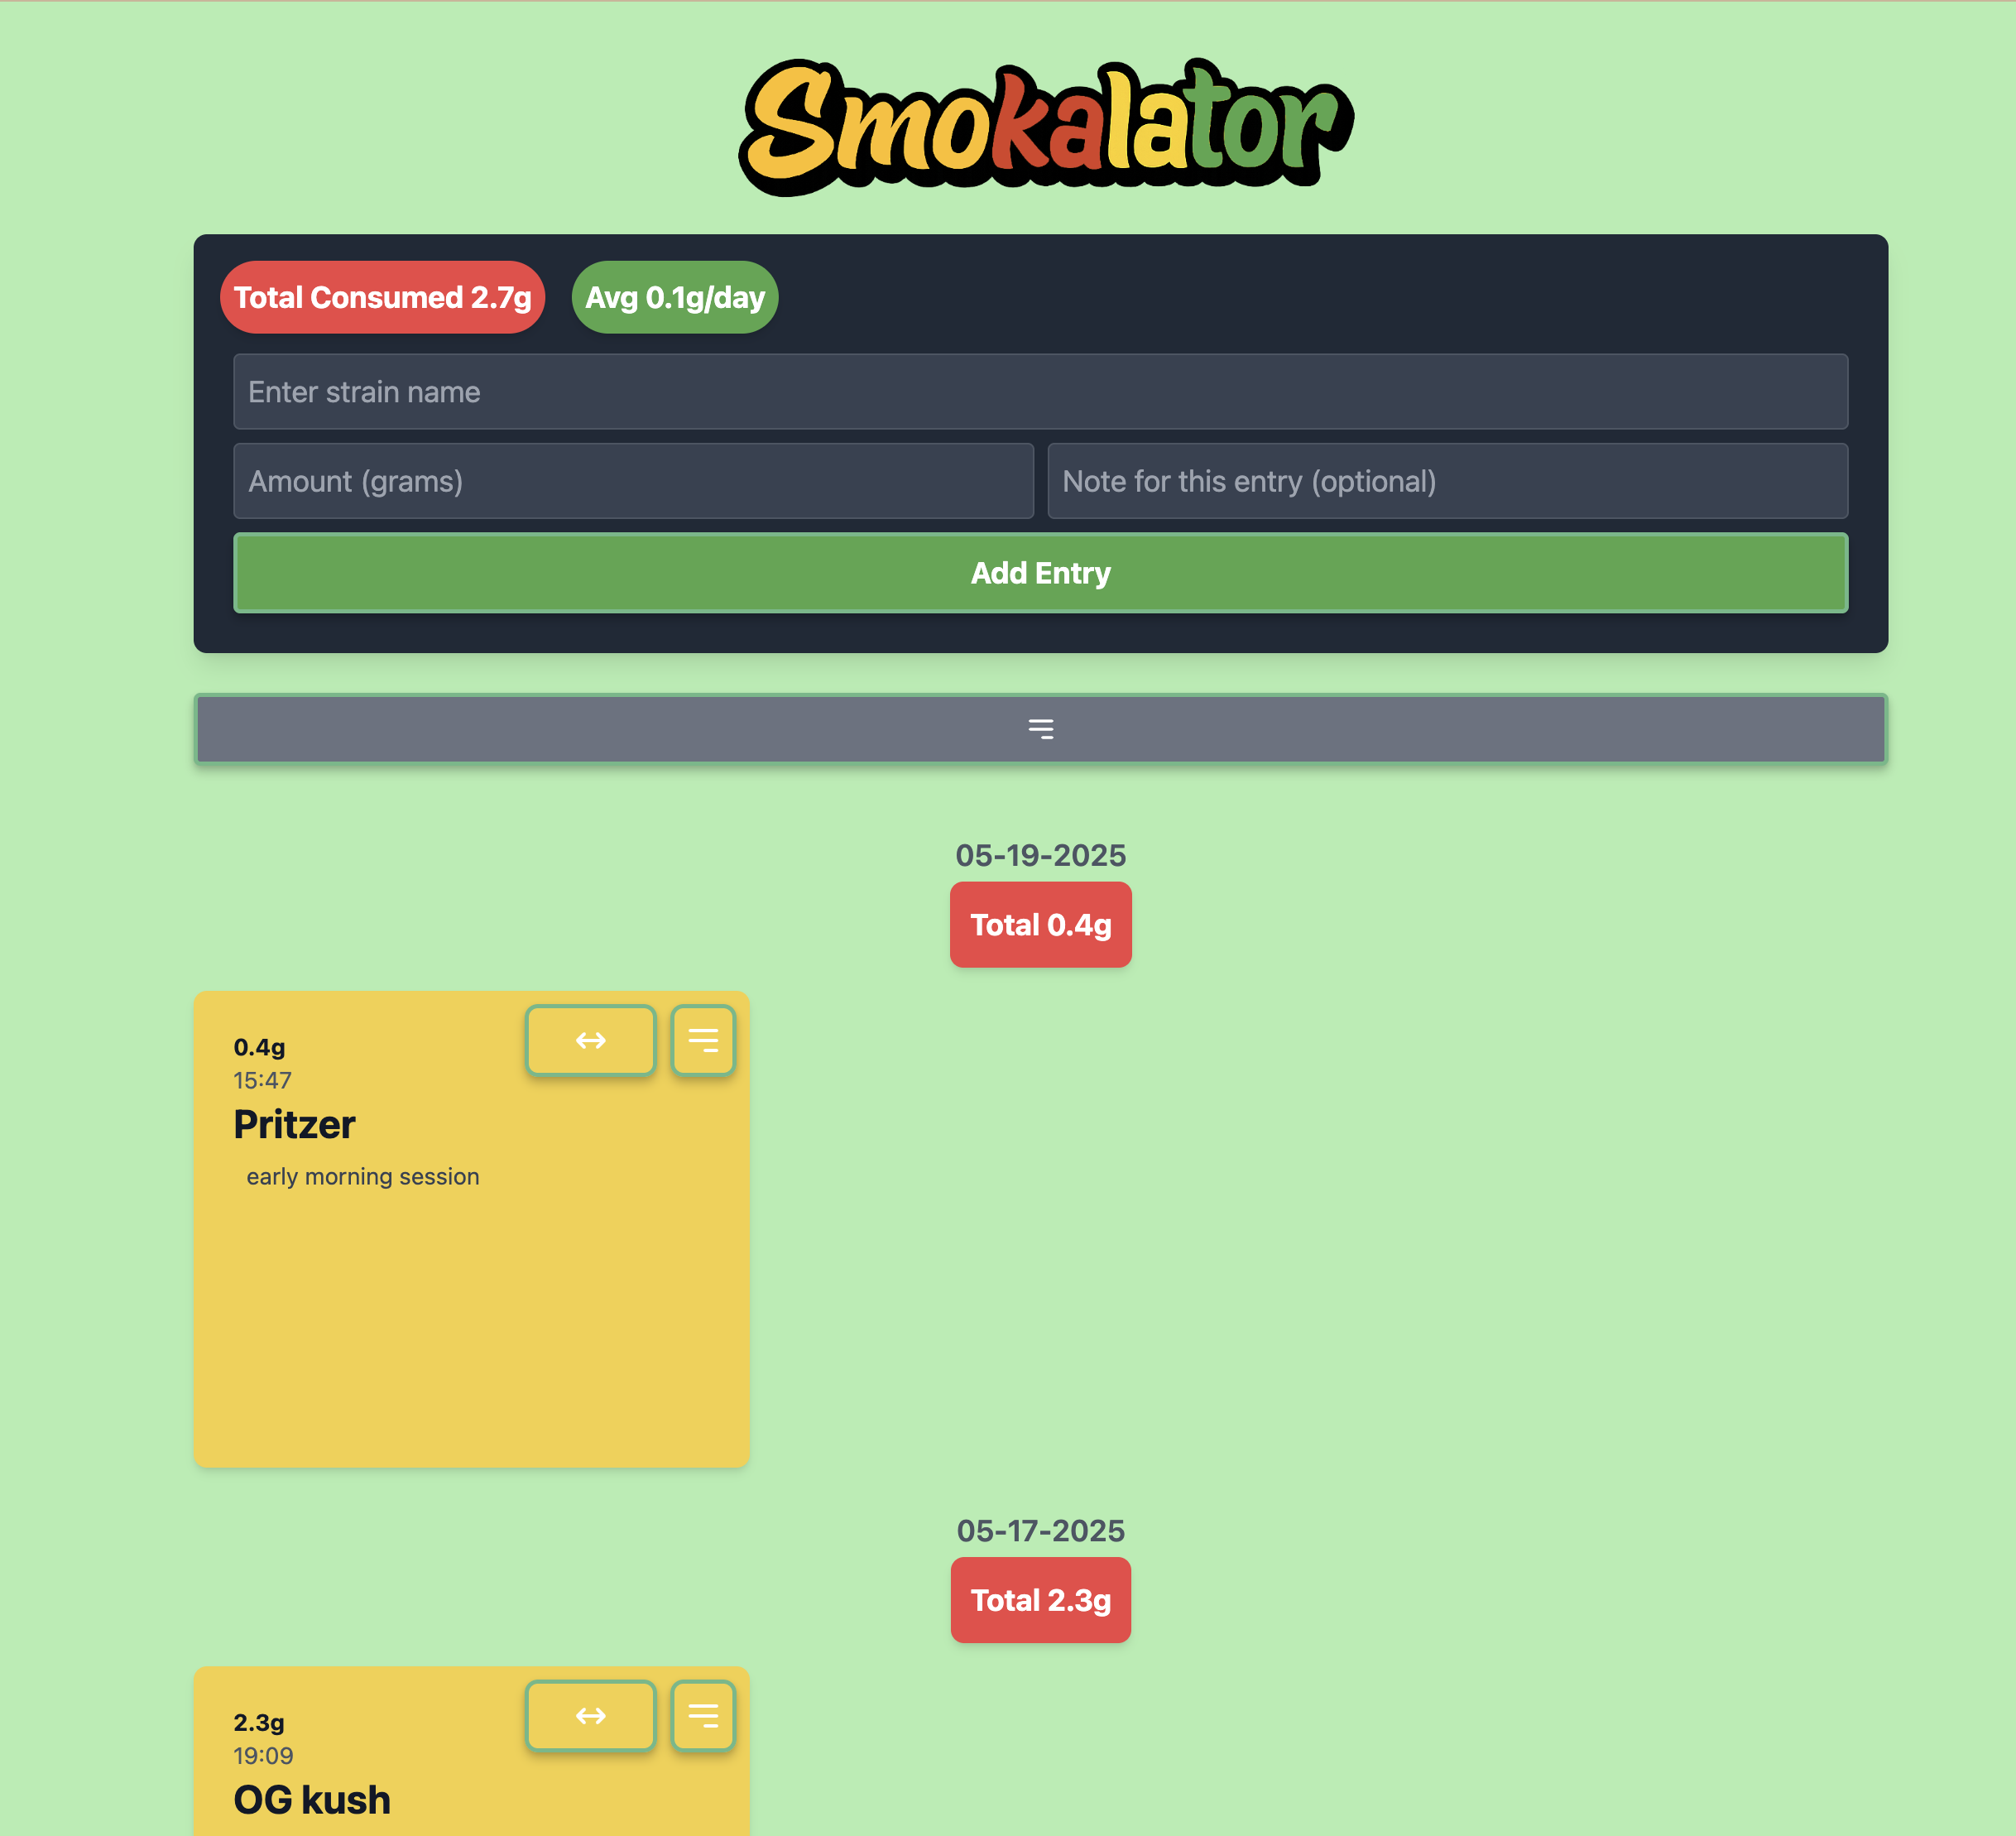 Smokalator
Total Consumed 2.7g
Avg 0.1g/day
Enter strain name
Amount (grams)
Note for this entry (optional)
Add Entry
05-19-2025
Total 0.4g
0.4g
15:47
Pritzer
early morning session
05-17-2025
Total 2.3g
2.3g
19:09
OG kush